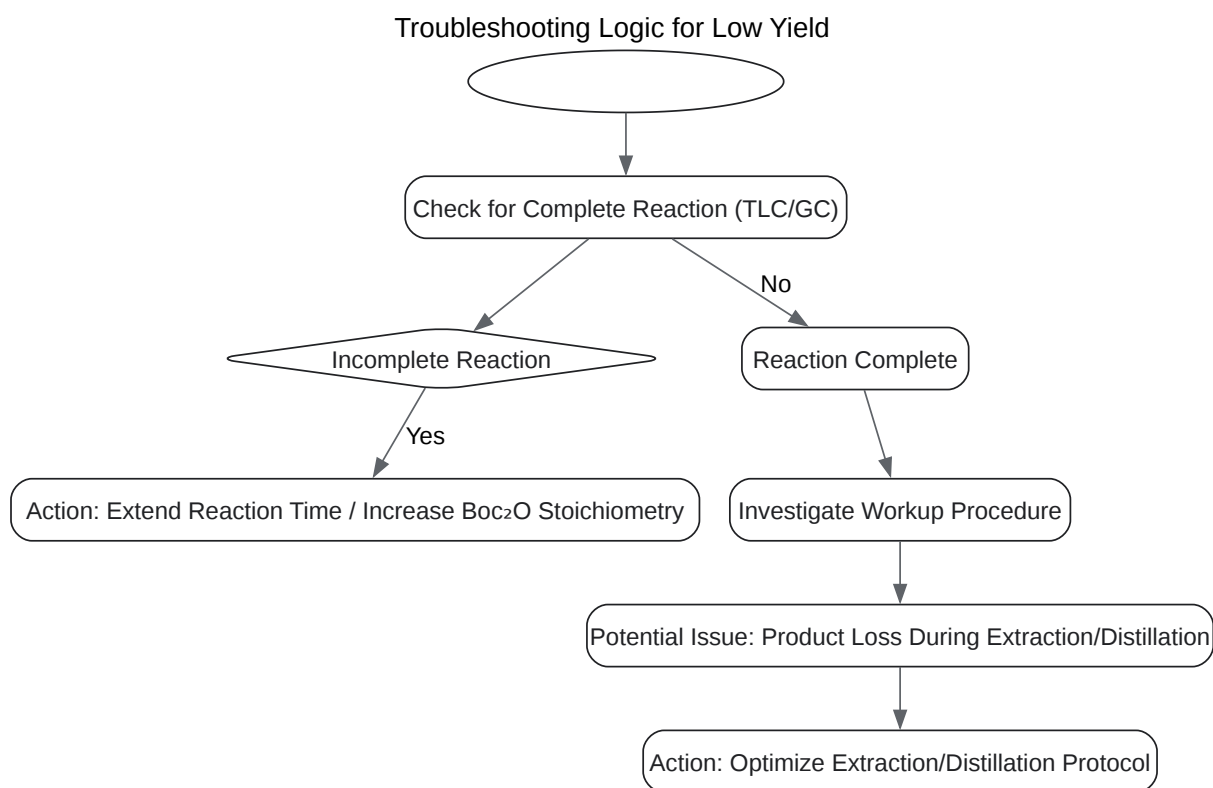 Troubleshooting Logic for Low Yield
Check for Complete Reaction (TLC/GC)
No
Incomplete Reaction
Reaction Complete
Yes
Action: Extend Reaction Time / Increase Boc₂O Stoichiometry
Investigate Workup Procedure
Potential Issue: Product Loss During Extraction/Distillation
Action: Optimize Extraction/Distillation Protocol